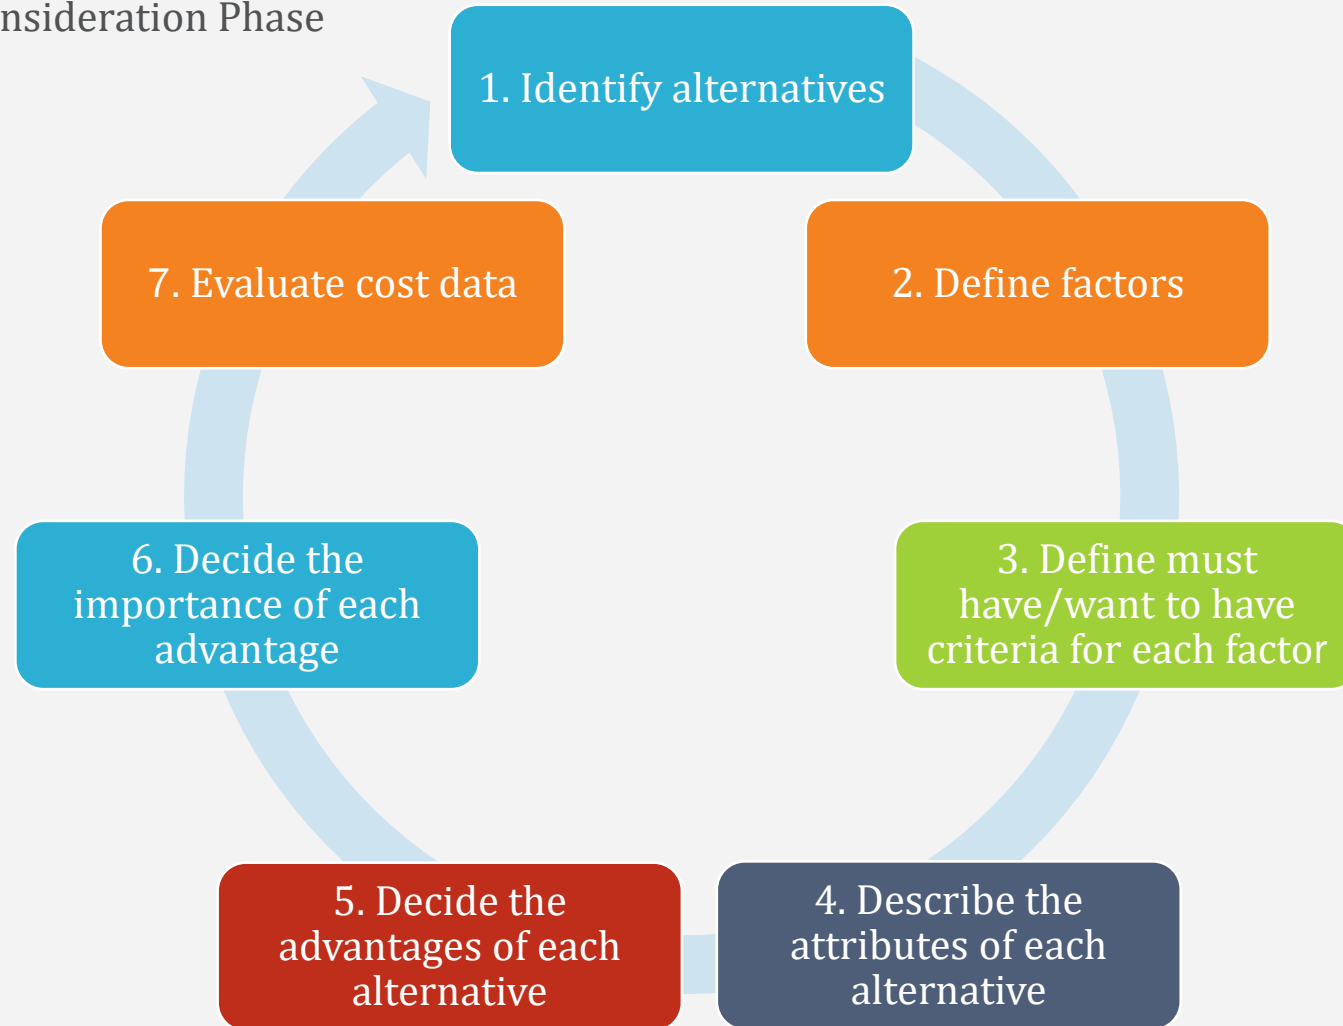 nsideration Phase
1. Identify alternatives
2. Define factors
3. Define must
have/want to have
criteria for each factor
4. Describe the
attributes of each
alternative
5. Decide the
advantages of each
alternative
6. Decide the
importance of each
advantage
7. Evaluate cost data